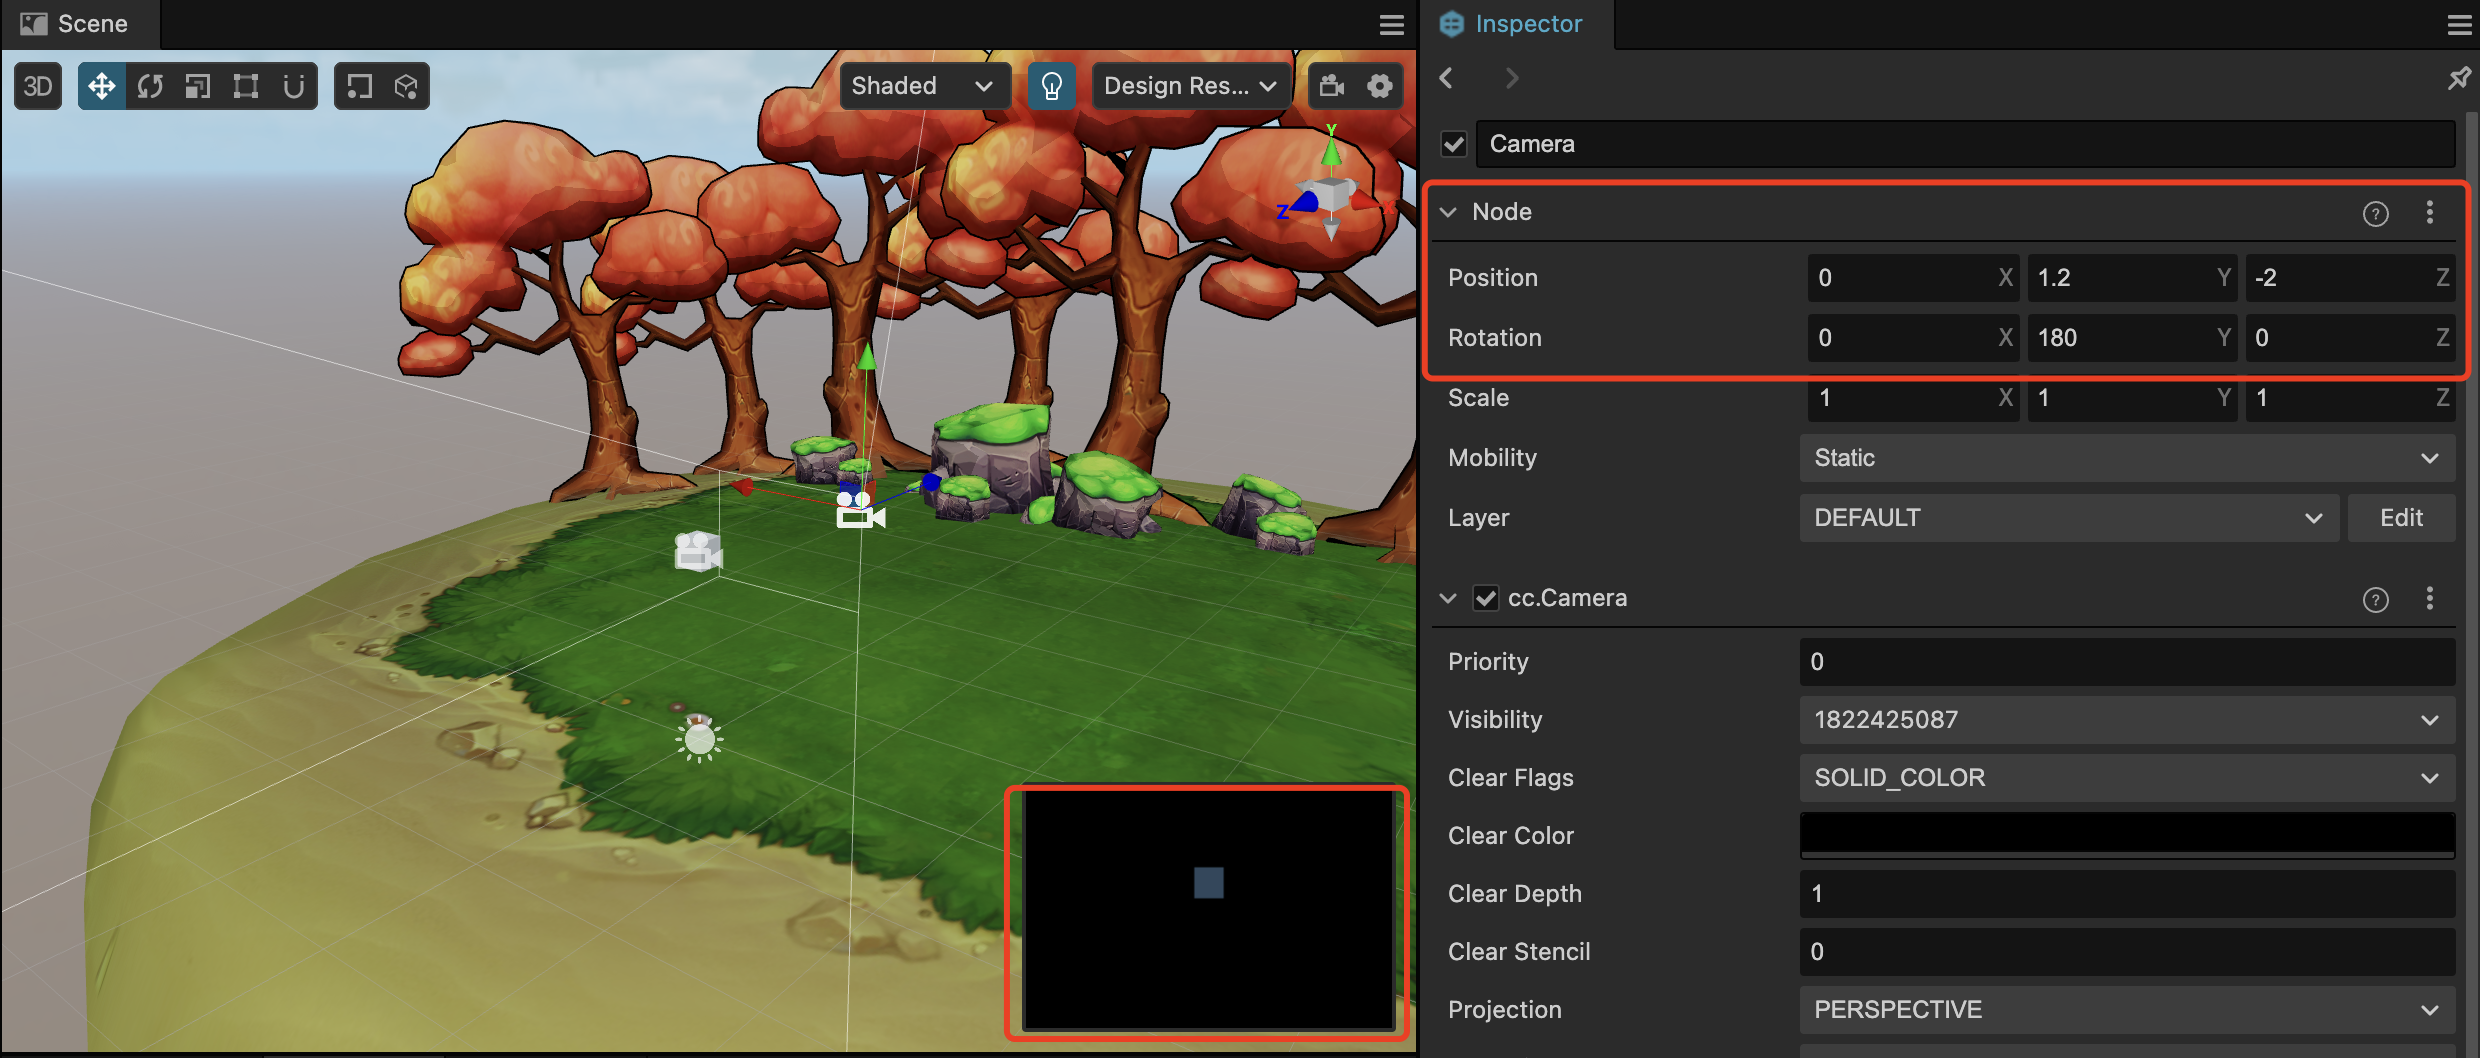 Scene
3D
Shaded
Design Res...
Y
Z
X
Inspector
Camera
Node
?
Position
0 X
1.2 Y
-2 Z
Rotation
0 X
180 Y
0 Z
Scale
1 X
1 Y
1 Z
Mobility
Static
Layer
DEFAULT
Edit
cc.Camera
?
Priority
0
Visibility
1822425087
Clear Flags
SOLID_COLOR
Clear Color
Clear Depth
1
Clear Stencil
0
Projection
PERSPECTIVE